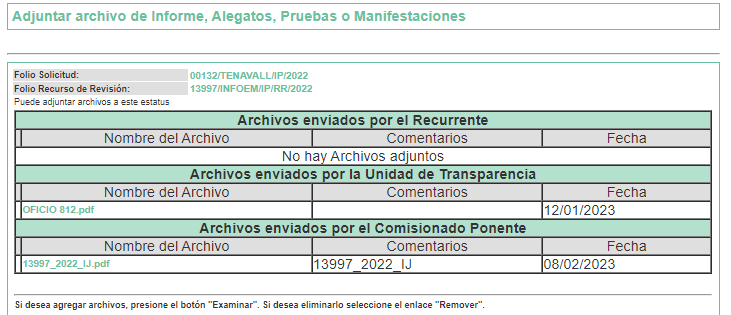 Adjuntar archivo de Informe, Alegatos, Pruebas o Manifestaciones
Folio Solicitud: 00132/TENAVALL/IP/2022
Folio Recurso de Revisión: 13997/INFOEM/IP/RR/2022
Puede adjuntar archivos a este estatus
Archivos enviados por el Recurrente
Nombre del Archivo Comentarios Fecha
No hay Archivos adjuntos
Archivos enviados por la Unidad de Transparencia
Nombre del Archivo Comentarios Fecha
OFICIO 812.pdf 12/01/2023
Archivos enviados por el Comisionado Ponente
Nombre del Archivo Comentarios Fecha
13997_2022_IJ.pdf 13997_2022_IJ 08/02/2023
Si desea agregar archivos, presione el botón "Examinar". Si desea eliminarlo seleccione el enlace "Remover".